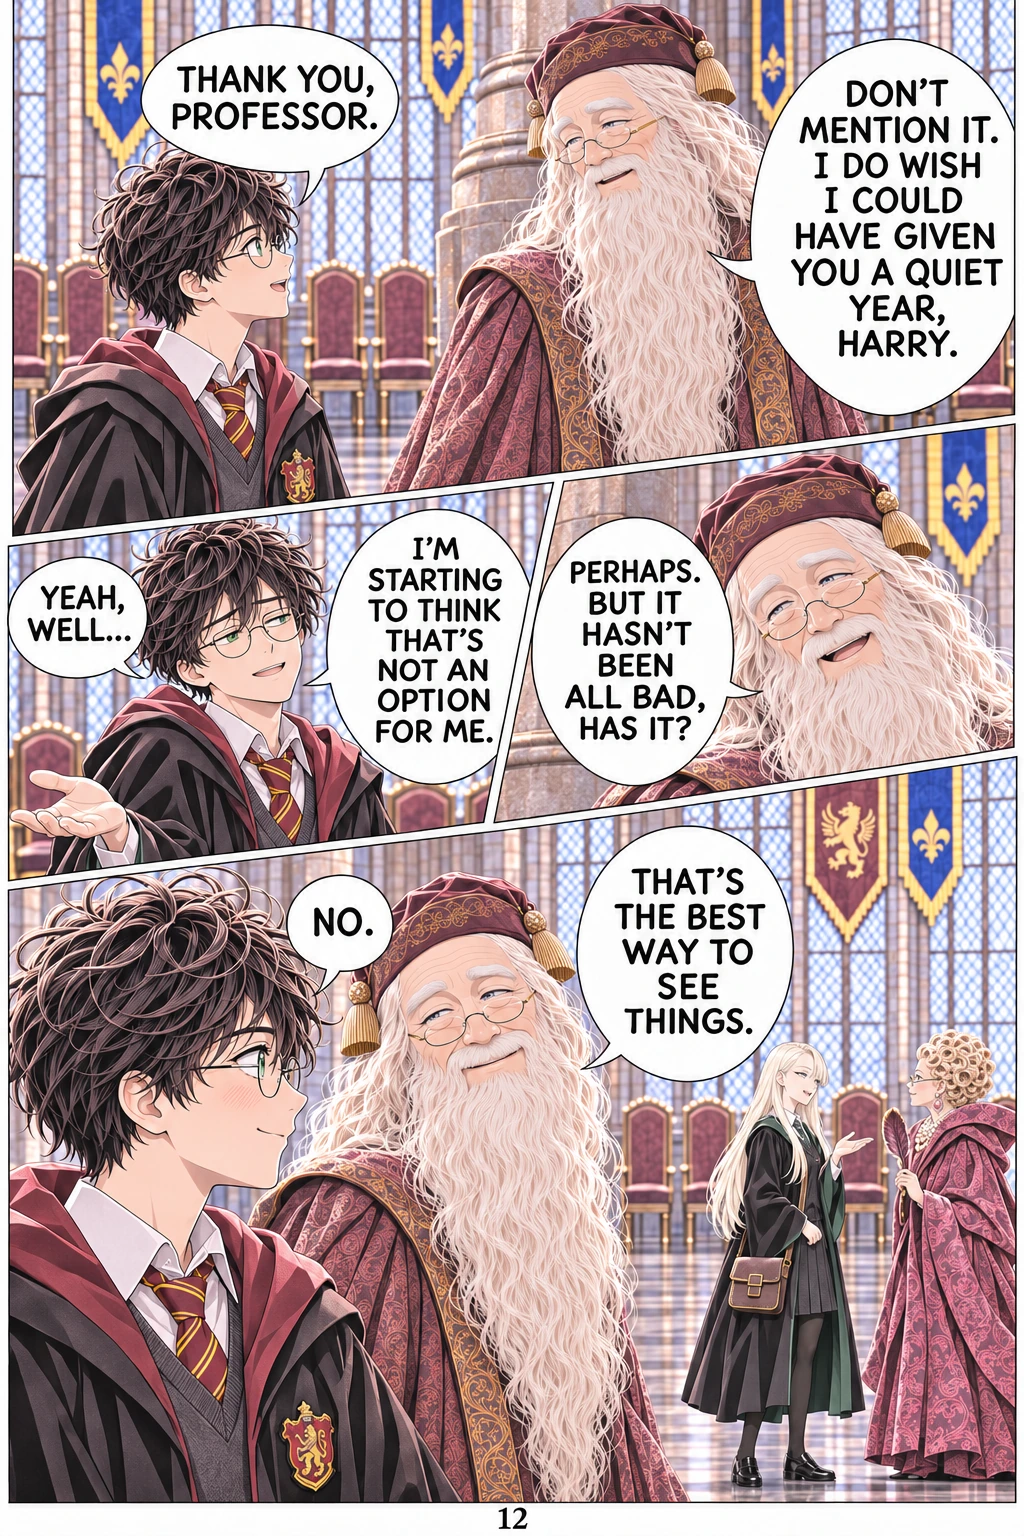 THANK YOU,
PROFESSOR.
DON'T
MENTION IT.
I DO WISH
I COULD
HAVE GIVEN
YOU A QUIET
YEAR,
HARRY.
YEAH,
WELL...
I'M
STARTING
TO THINK
THAT'S
NOT AN
OPTION
FOR ME.
PERHAPS.
BUT IT
HASN'T
BEEN
ALL BAD,
HAS IT?
NO.
THAT'S
THE BEST
WAY TO
SEE
THINGS.
12